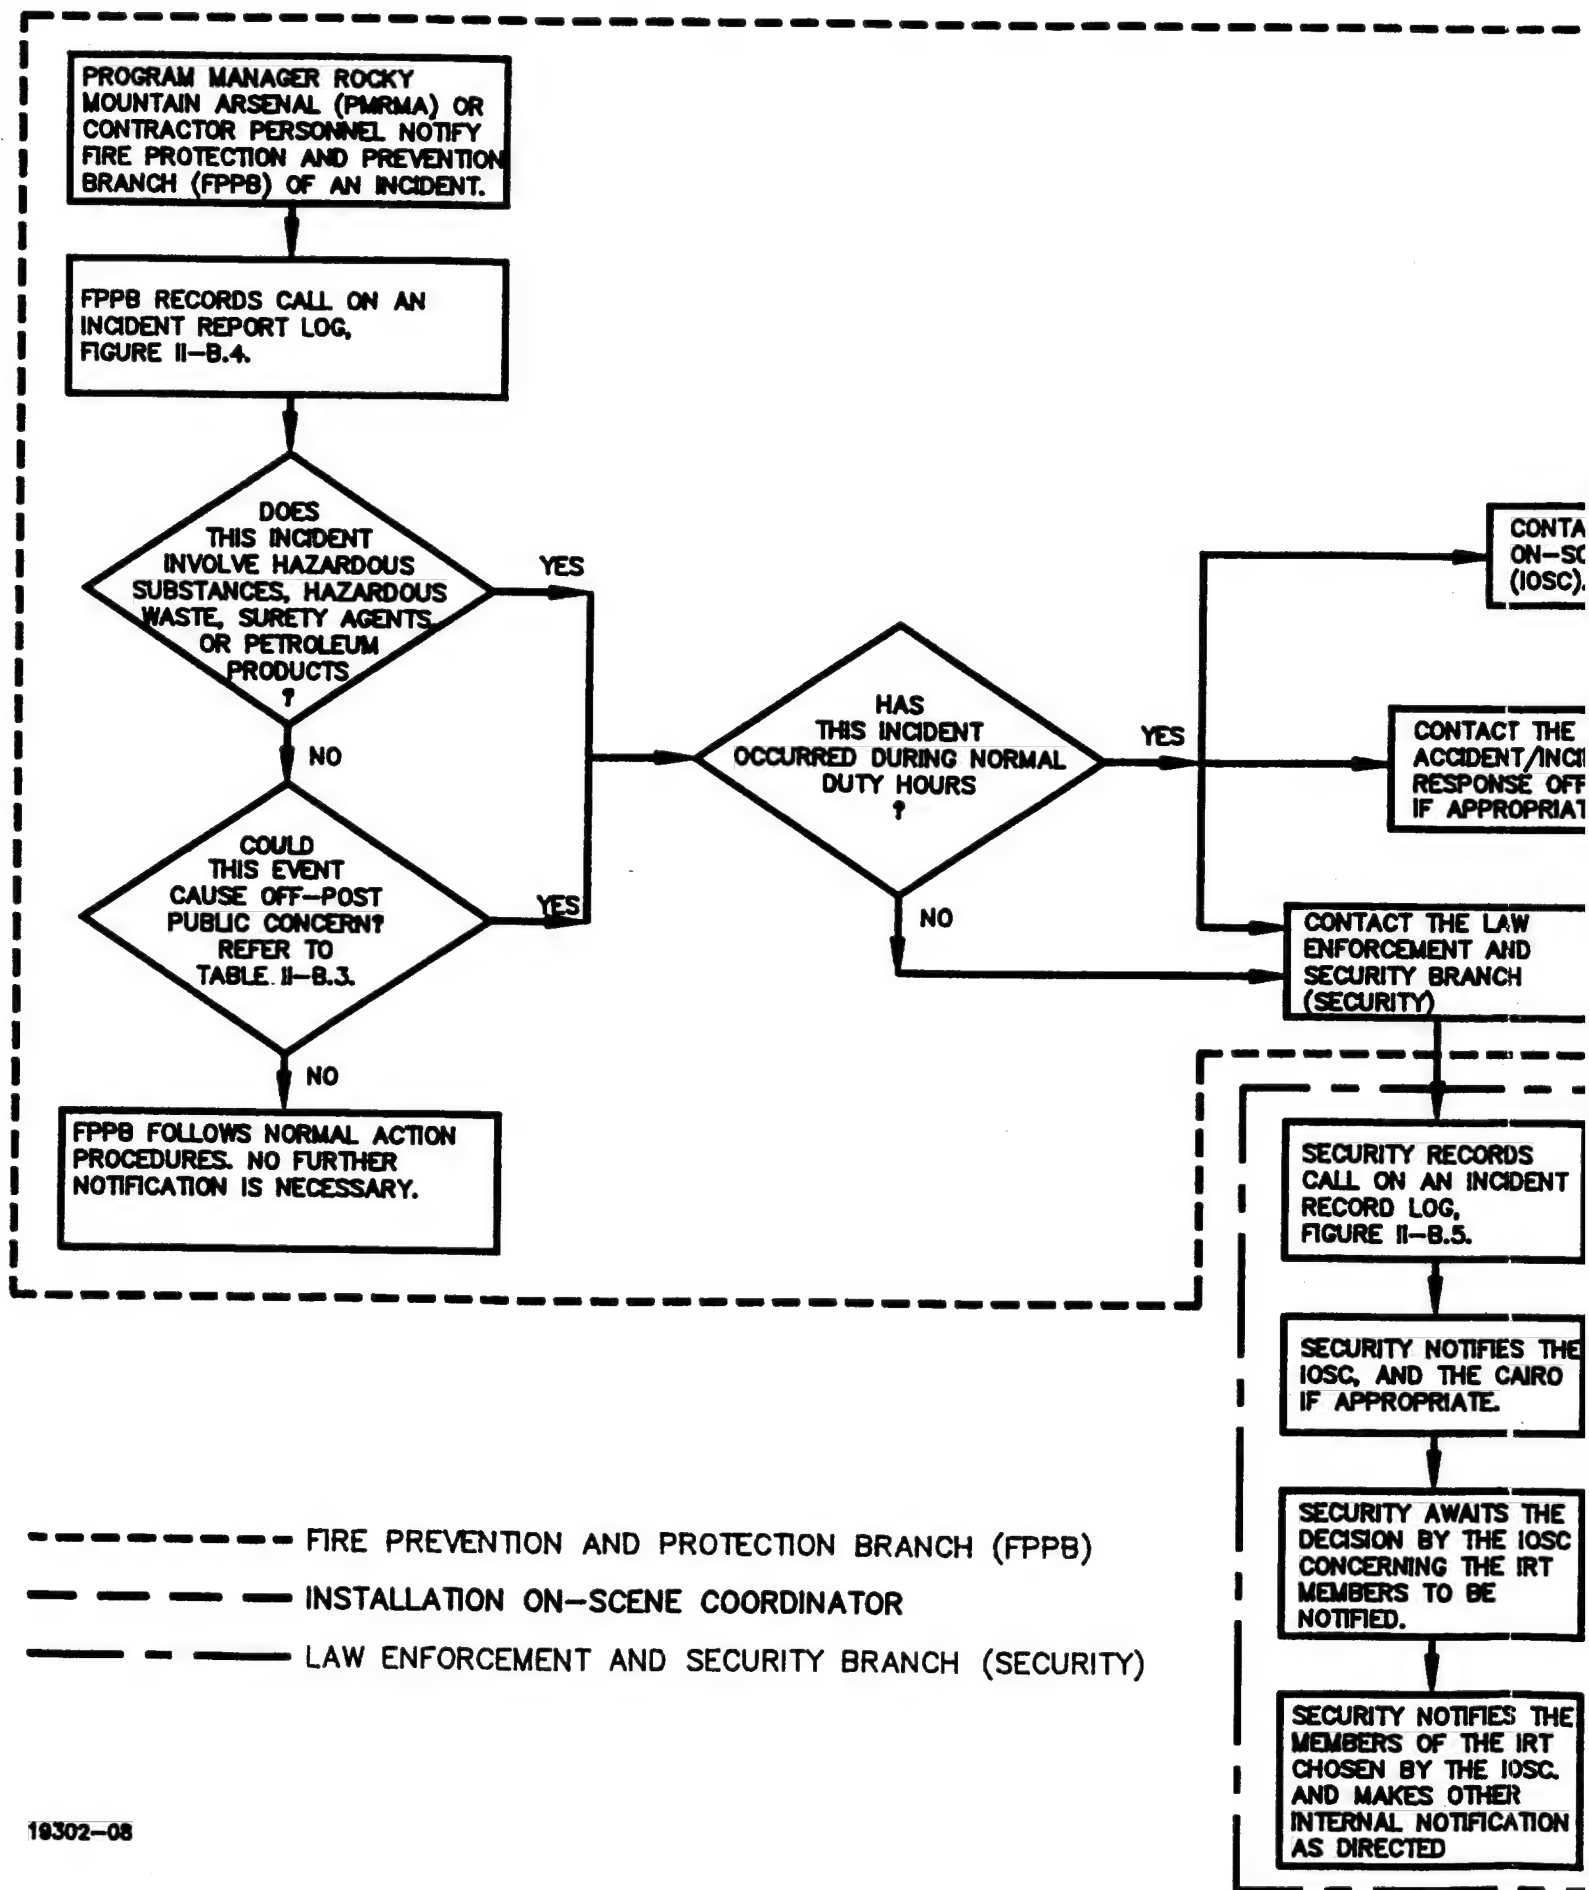 PROGRAM MANAGER ROCKY
MOUNTAIN ARSENAL (PMRMA) OR
CONTRACTOR PERSONNEL NOTIFY
FIRE PROTECTION AND PREVENTION
BRANCH (FPPB) OF AN INCIDENT.
FPPB RECORDS CALL ON AN
INCIDENT REPORT LOG,
FIGURE II-B.4.
DOES
THIS INCIDENT
INVOLVE HAZARDOUS
SUBSTANCES, HAZARDOUS
WASTE, SURETY AGENTS,
OR PETROLEUM
PRODUCTS
?
YES
NO
COULD
THIS EVENT
CAUSE OFF-POST
PUBLIC CONCERN?
REFER TO
TABLE II-B.3.
YES
NO
FPPB FOLLOWS NORMAL ACTION
PROCEDURES. NO FURTHER
NOTIFICATION IS NECESSARY.
HAS
THIS INCIDENT
OCCURRED DURING NORMAL
DUTY HOURS
?
YES
NO
CONTA
ON-SC
(IOSC).
CONTACT THE
ACCIDENT/INCI
RESPONSE OFF
IF APPROPRIAT
CONTACT THE LAW
ENFORCEMENT AND
SECURITY BRANCH
(SECURITY)
SECURITY RECORDS
CALL ON AN INCIDENT
RECORD LOG,
FIGURE II-B.5.
SECURITY NOTIFIES THE
IOSC, AND THE CAIRO
IF APPROPRIATE.
SECURITY AWAITS THE
DECISION BY THE IOSC
CONCERNING THE IRT
MEMBERS TO BE
NOTIFIED.
SECURITY NOTIFIES THE
MEMBERS OF THE IRT
CHOSEN BY THE IOSC.
AND MAKES OTHER
INTERNAL NOTIFICATION
AS DIRECTED
FIRE PREVENTION AND PROTECTION BRANCH (FPPB)
INSTALLATION ON-SCENE COORDINATOR
LAW ENFORCEMENT AND SECURITY BRANCH (SECURITY)
19302-08